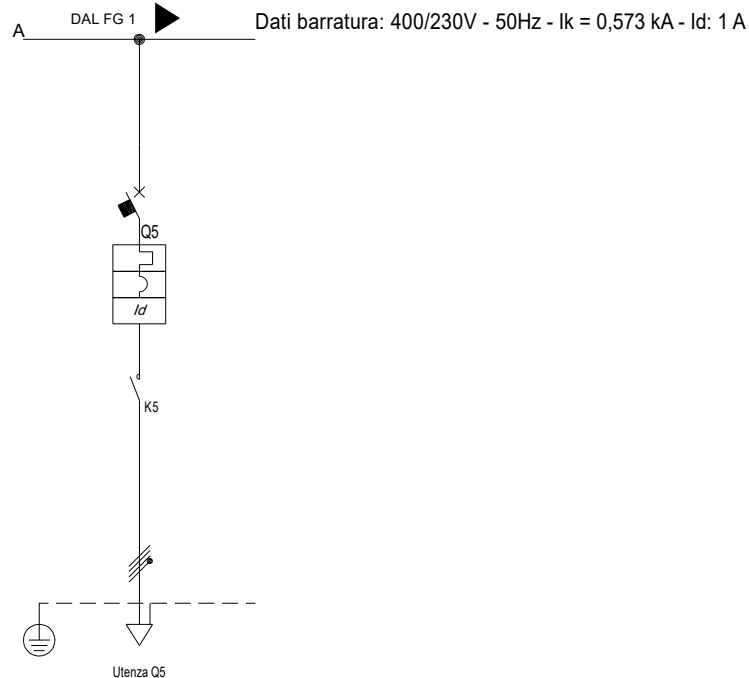 DAL FG 1
Dati barratura: 400/230V - 50Hz - Ik = 0,573 kA - Id: 1 A
A
Q5
Id
K5
Utenza Q5